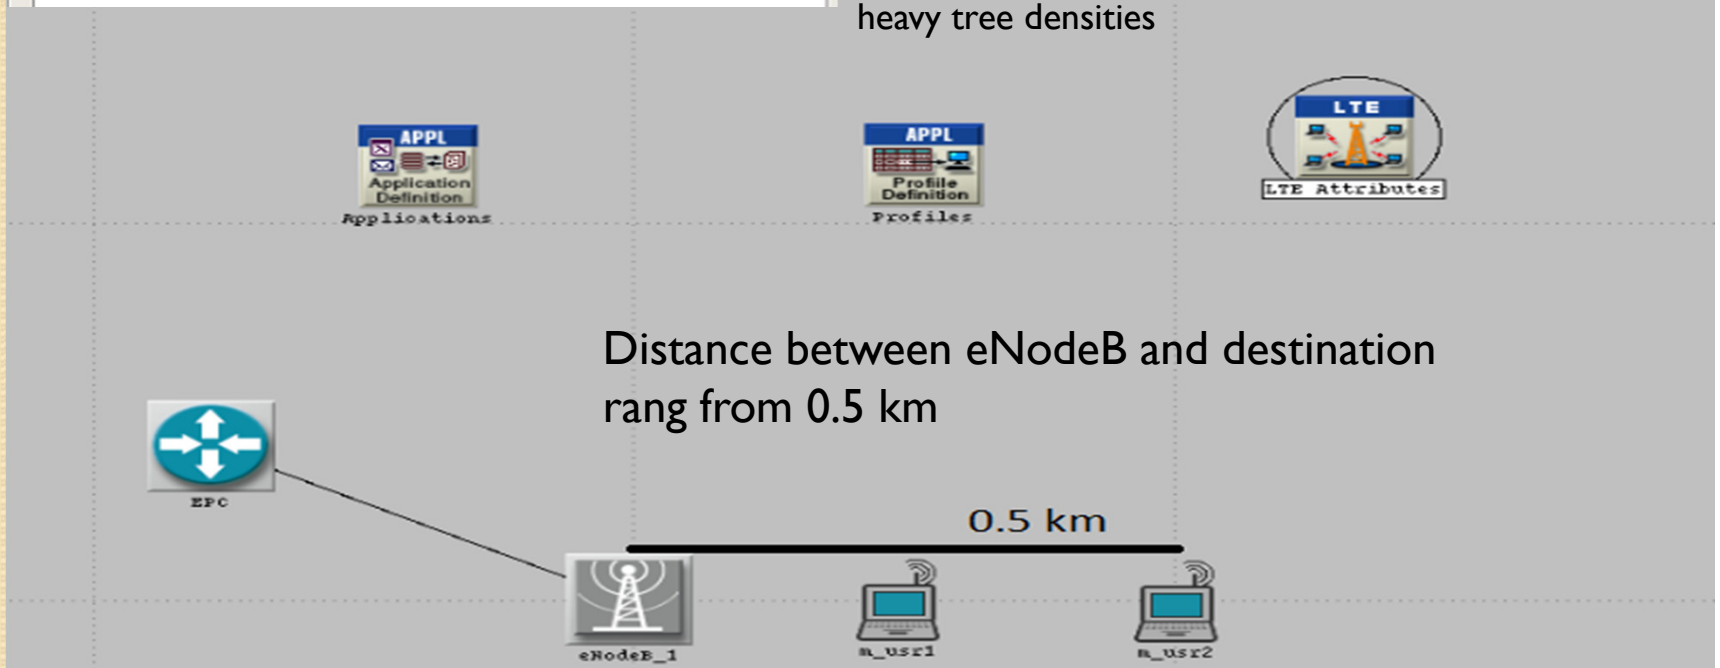 heavy tree densities
LTE
APPL
APPL
Application
Definition
Profile
Definition
LTE Attributes
Applications
Profiles
Distance between eNodeB and destination
rang from 0.5 km
EPC
0.5 km
eNodeB_1
m_usr1
m_usr2